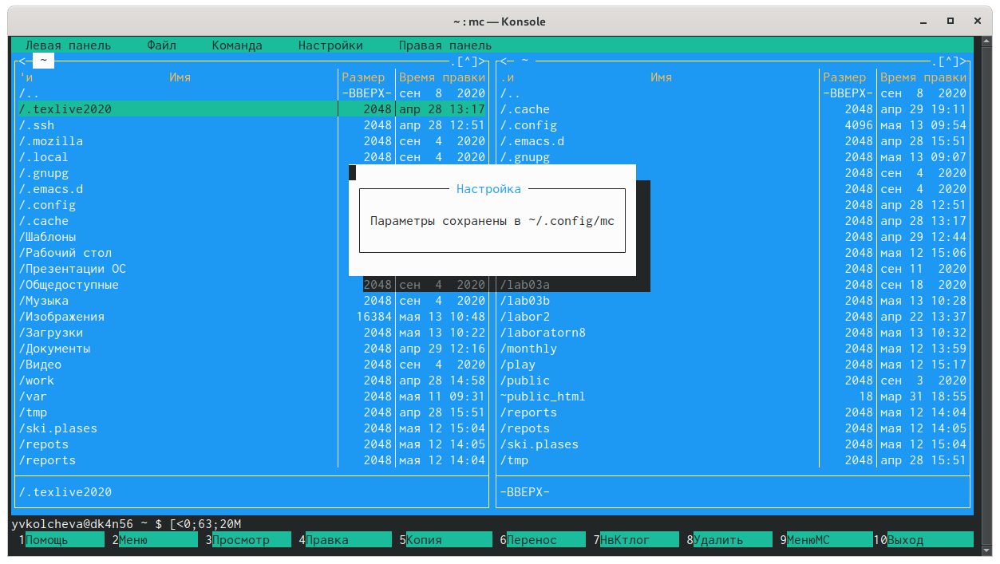 ~ : mc — Konsole
Левая панель Файл Команда Настройки Правая панель
<— ~ .[^]> <— ~ .[^]>
'и Имя Размер Время правки .и Имя Размер Время правки
/.. -ВВЕРХ- сен 8 2020 /.. -ВВЕРХ- сен 8 2020
/.texlive2020 2048 апр 28 13:17 /.cache 2048 апр 29 19:11
/.ssh 2048 апр 28 12:51 /.config 4096 мая 13 09:54
/.mozilla 2048 сен 4 2020 /.emacs.d 2048 апр 28 15:51
/.local 2048 сен 4 2020 /.gnupg 2048 мая 13 09:07
/.gnupg 2048 сен 4 2020
/.emacs.d Настройка 2048 сен 4 2020
/.config 2048 апр 28 12:51
/.cache Параметры сохранены в ~/.config/mc 2048 апр 28 13:17
/Шаблоны 2048 апр 29 12:44
/Рабочий стол 2048 мая 12 15:06
/Презентации ОС 2048 сен 11 2020
/Общедоступные 2048 сен 4 2020 /lab03a 2048 сен 18 2020
/Музыка 2048 сен 4 2020 /lab03b 2048 мая 13 10:28
/Изображения 16384 мая 13 10:48 /labor2 2048 апр 22 13:37
/Загрузки 2048 мая 13 10:22 /laboratorn8 2048 мая 13 10:32
/Документы 2048 апр 29 12:16 /monthly 2048 мая 12 13:59
/Видео 2048 сен 4 2020 /play 2048 мая 12 15:17
/work 2048 апр 28 14:58 /public 2048 сен 3 2020
/var 2048 мая 11 09:31 ~public_html 18 мар 31 18:55
/tmp 2048 апр 28 15:51 /reports 2048 мая 12 14:04
/ski.plases 2048 мая 12 15:04 /repots 2048 мая 12 14:05
/repots 2048 мая 12 14:05 /ski.plases 2048 мая 12 15:04
/reports 2048 мая 12 14:04 /tmp 2048 апр 28 15:51
/.texlive2020 -ВВЕРХ-
yvkolcheva@dk4n56 ~ $ [<0;63;20M
1Помощь 2Меню 3Просмотр 4Правка 5Копия 6Перенос 7НвКтлог 8Удалить 9МенюMC 10Выход